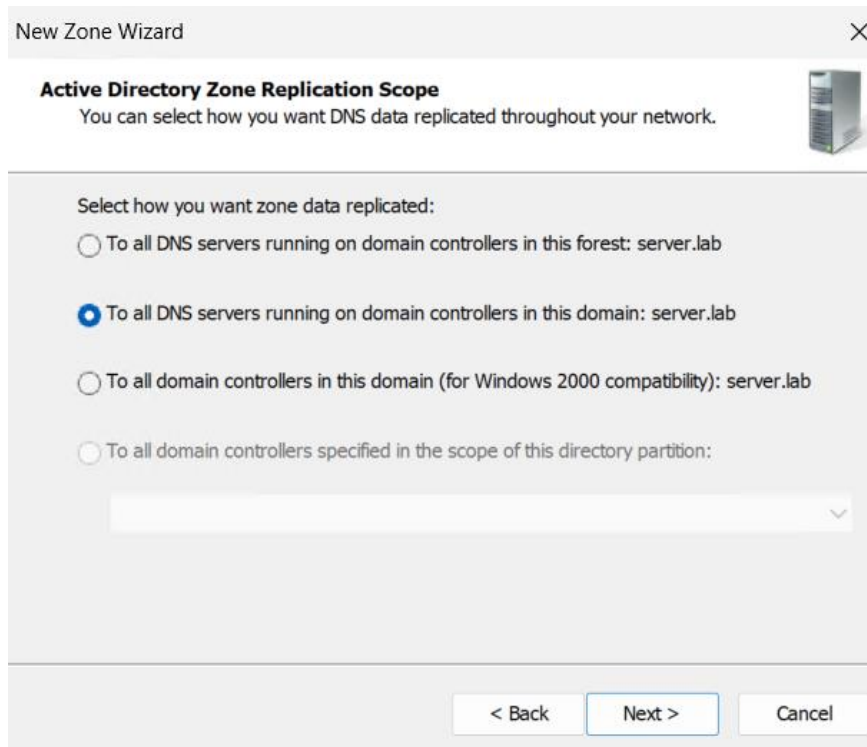 New Zone Wizard
Active Directory Zone Replication Scope
You can select how you want DNS data replicated throughout your network.
Select how you want zone data replicated:
To all DNS servers running on domain controllers in this forest: server.lab
To all DNS servers running on domain controllers in this domain: server.lab
To all domain controllers in this domain (for Windows 2000 compatibility): server.lab
To all domain controllers specified in the scope of this directory partition:
< Back Next > Cancel